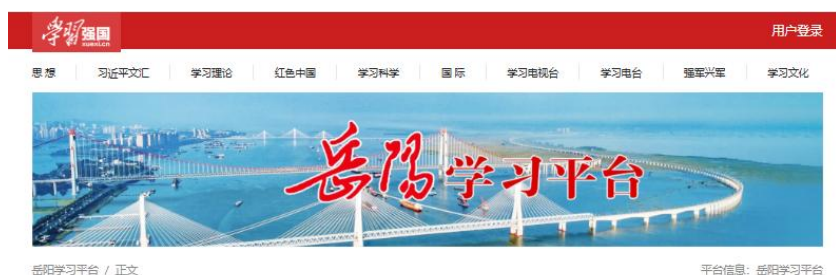 学习强国
xuexi.cn
用户登录
思想 习近平文汇 学习理论 红色中国 学习科学 国际 学习电视台 学习电台 强军兴军 学习文化
岳阳学习平台
岳阳学习平台 / 正文 平台信息：岳阳学习平台